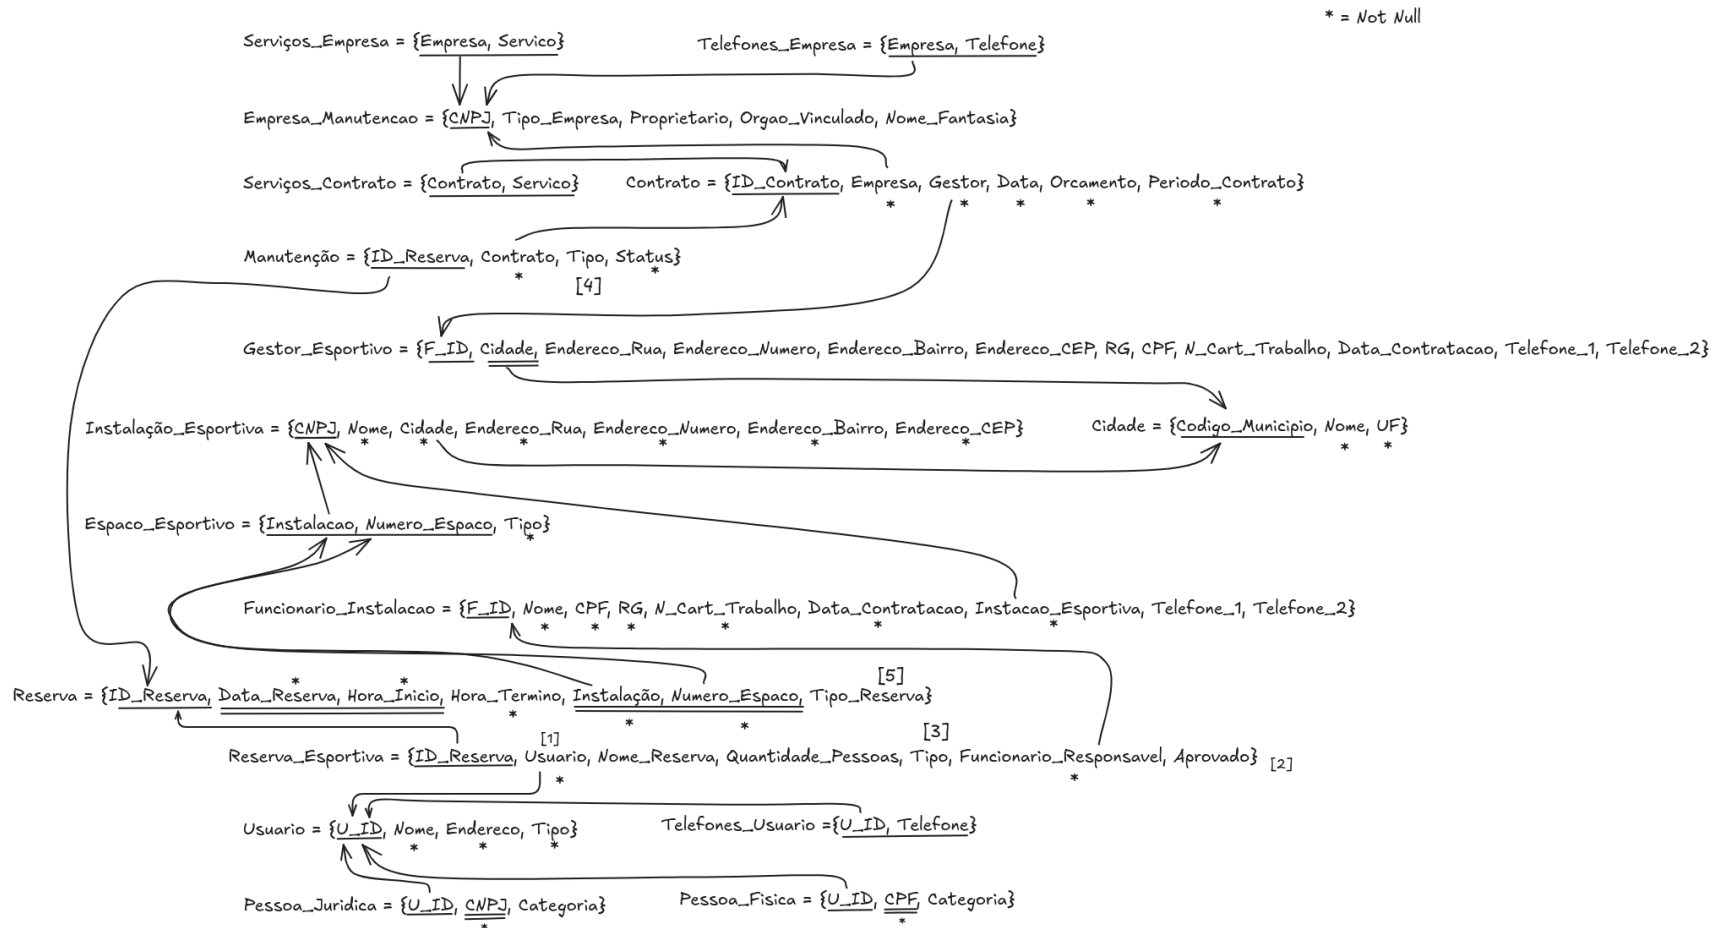 * = Not Null
Serviços_Empresa = {Empresa, Servico}
Telefones_Empresa = {Empresa, Telefone}
Empresa_Manutencao = {CNPJ, Tipo_Empresa, Proprietario, Orgao_Vinculado, Nome_Fantasia}
Serviços_Contrato = {Contrato, Servico}
Contrato = {ID_Contrato, Empresa, Gestor, Data, Orcamento, Periodo_Contrato}
* * * * *
Manutenção = {ID_Reserva, Contrato, Tipo, Status}
* *
[4]
Gestor_Esportivo = {F_ID, Cidade, Endereco_Rua, Endereco_Numero, Endereco_Bairro, Endereco_CEP, RG, CPF, N_Cart_Trabalho, Data_Contratacao, Telefone_1, Telefone_2}
Instalação_Esportiva = {CNPJ, Nome, Cidade, Endereco_Rua, Endereco_Numero, Endereco_Bairro, Endereco_CEP}
* * * * * *
Cidade = {Codigo_Municipio, Nome, UF}
* *
Espaco_Esportivo = {Instalacao, Numero_Espaco, Tipo}
*
Funcionario_Instalacao = {F_ID, Nome, CPF, RG, N_Cart_Trabalho, Data_Contratacao, Instacao_Esportiva, Telefone_1, Telefone_2}
* * * * * *
* *
[5]
Reserva = {ID_Reserva, Data_Reserva, Hora_Inicio, Hora_Termino, Instalação, Numero_Espaco, Tipo_Reserva}
* * *
[1]
[3]
Reserva_Esportiva = {ID_Reserva, Usuario, Nome_Reserva, Quantidade_Pessoas, Tipo, Funcionario_Responsavel, Aprovado}
[2]
* *
Usuario = {U_ID, Nome, Endereco, Tipo}
* * *
Telefones_Usuario ={U_ID, Telefone}
Pessoa_Juridica = {U_ID, CNPJ, Categoria}
*
Pessoa_Fisica = {U_ID, CPF, Categoria}
*